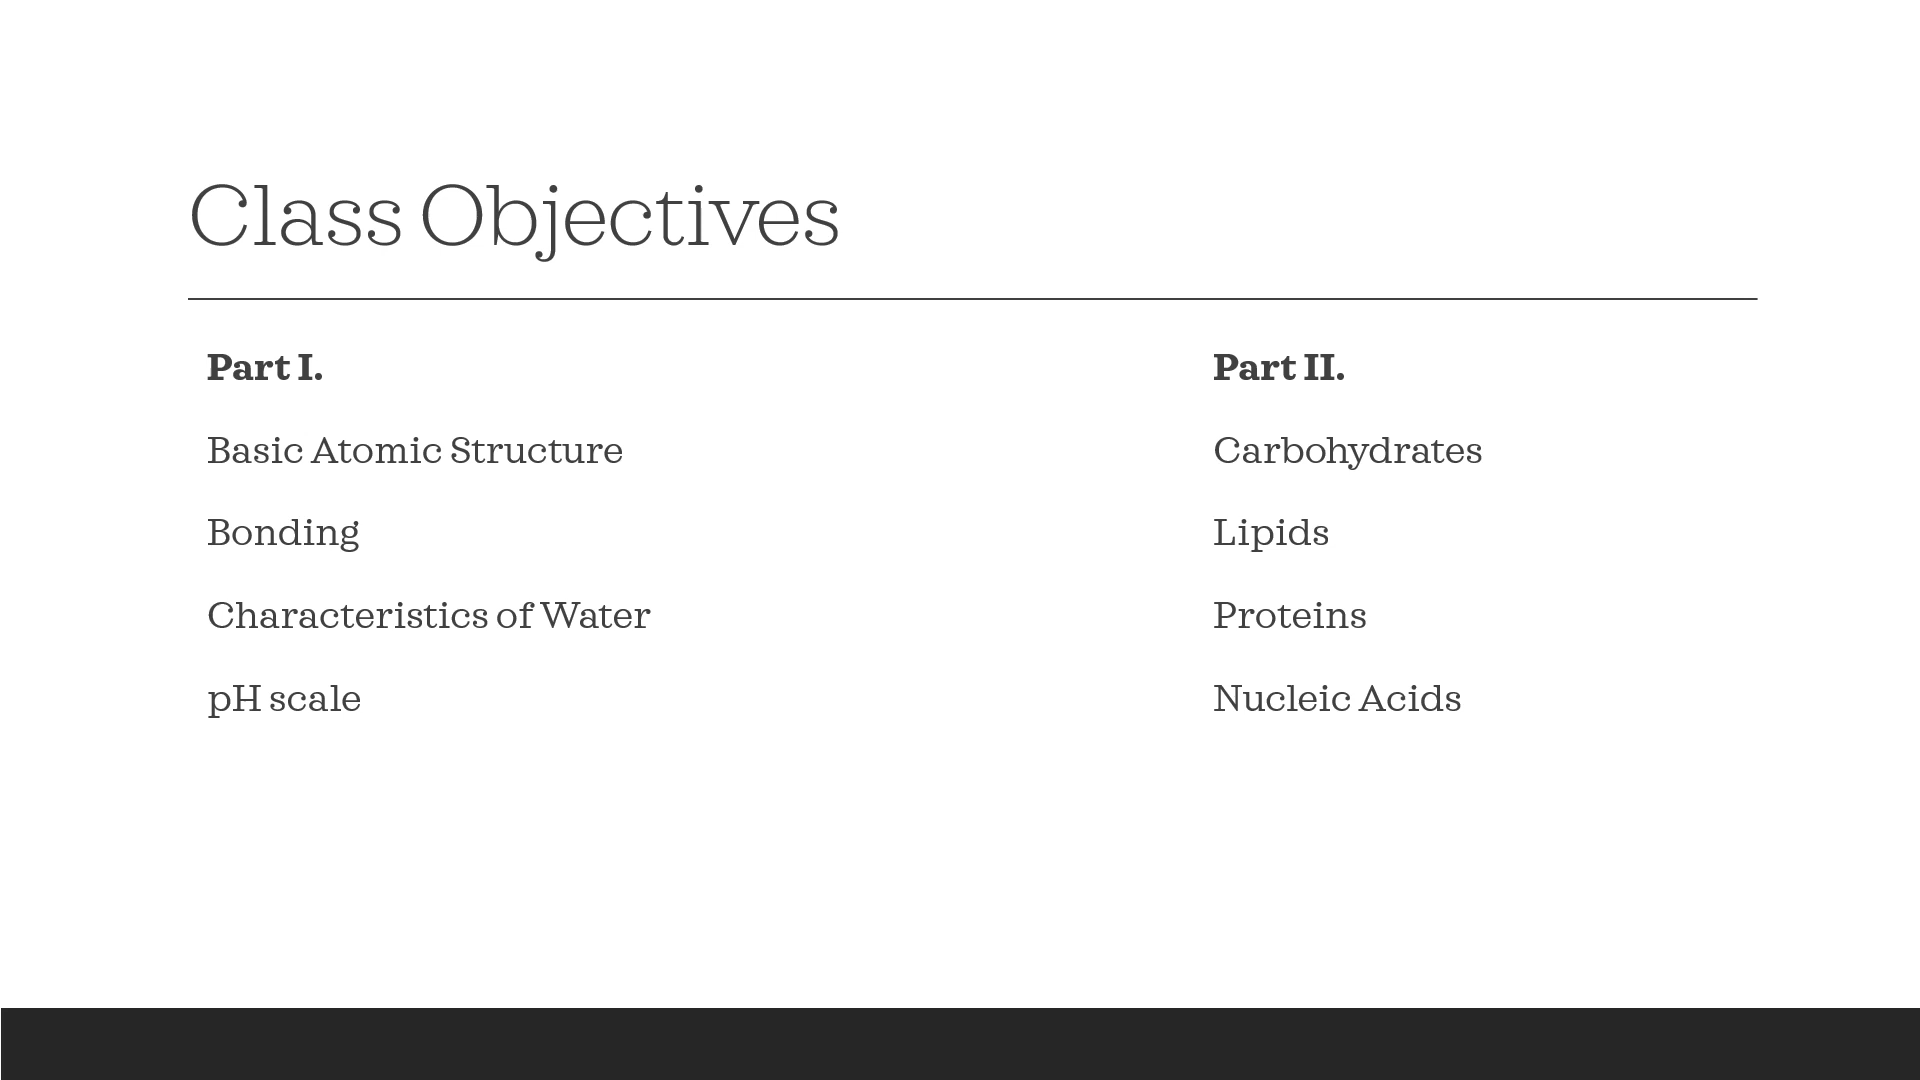 Class Objectives
Part I.
Basic Atomic Structure
Bonding
Characteristics of Water
pH scale
Part II.
Carbohydrates
Lipids
Proteins
Nucleic Acids